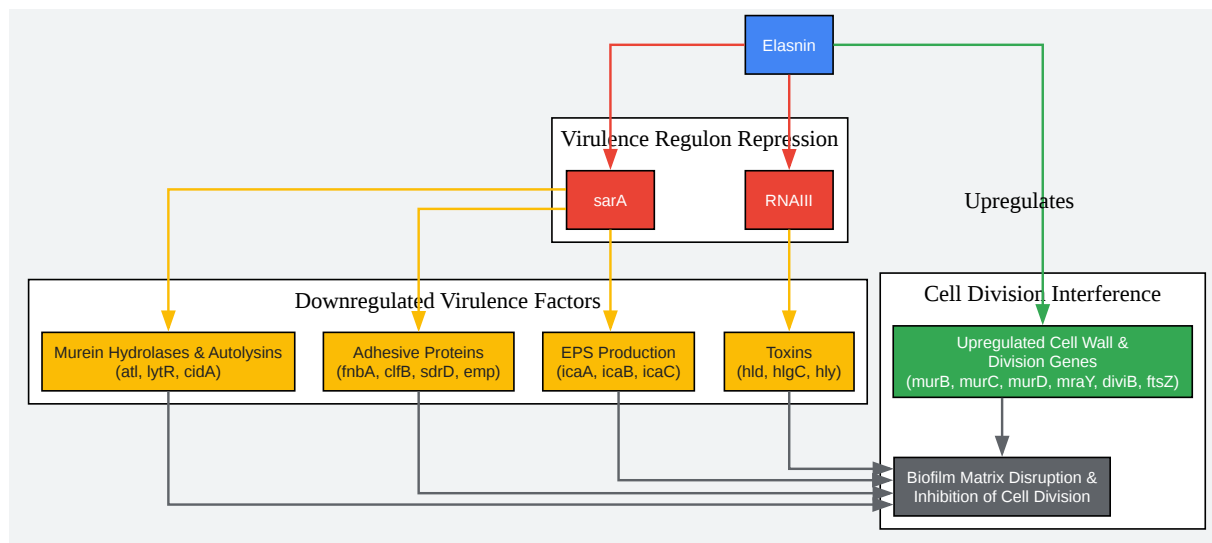 Elasnin
Virulence Regulon Repression
sarA
RNAIII
Upregulates
Downregulated Virulence Factors
Murein Hydrolases & Autolysins
(atl, lytR, cidA)
Adhesive Proteins
(fnbA, clfB, sdrD, emp)
EPS Production
(icaA, icaB, icaC)
Toxins
(hld, hlgC, hly)
Cell Division Interference
Upregulated Cell Wall &
Division Genes
(murB, murC, murD, mraY, diviB, ftsZ)
Biofilm Matrix Disruption &
Inhibition of Cell Division